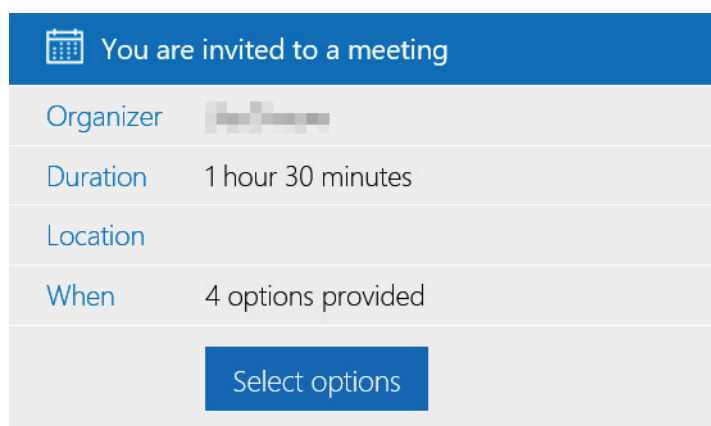 You are invited to a meeting
Organizer
Duration 1 hour 30 minutes
Location
When 4 options provided
Select options